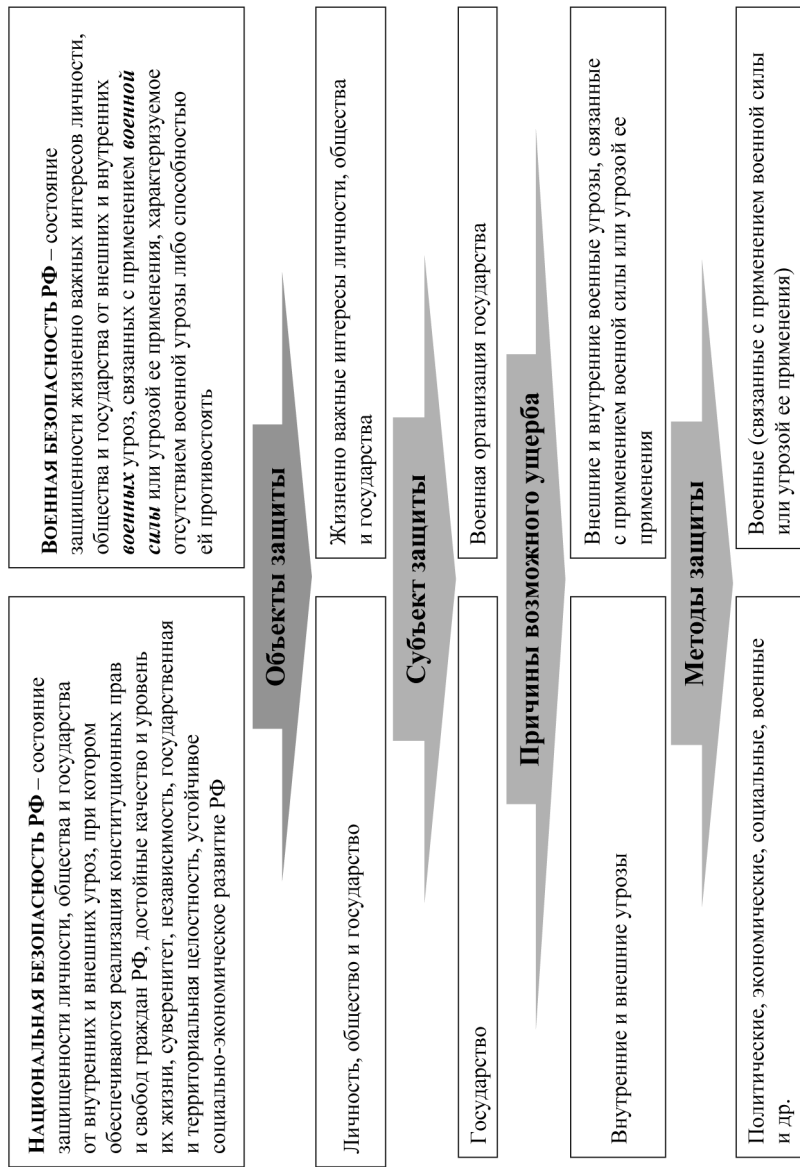 НАЦИОНАЛЬНАЯ БЕЗОПАСНОСТЬ РФ – состояние
защищенности личности, общества и государства
от внутренних и внешних угроз, при котором
обеспечиваются реализация конституционных прав
и свобод граждан РФ, достойные качество и уровень
их жизни, суверенитет, независимость, государственная
и территориальная целостность, устойчивое
социально-экономическое развитие РФ
ВОЕННАЯ БЕЗОПАСНОСТЬ РФ – состояние
защищенности жизненно важных интересов личности,
общества и государства от внешних и внутренних
военных угроз, связанных с применением военной
силы или угрозой ее применения, характеризуемое
отсутствием военной угрозы либо способностью
ей противостоять
Объекты защиты
Личность, общество и государство
Жизненно важные интересы личности, общества
и государства
Субъект защиты
Государство
Военная организация государства
Причины возможного ущерба
Внутренние и внешние угрозы
Внешние и внутренние военные угрозы, связанные
с применением военной силы или угрозой ее
применения
Методы защиты
Политические, экономические, социальные, военные
и др.
Военные (связанные с применением военной силы
или угрозой ее применения)